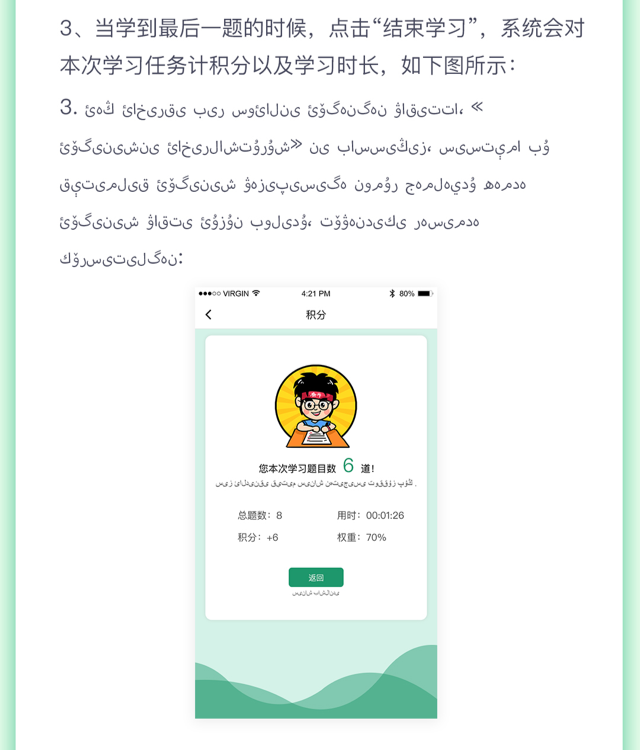 3、当学到最后一题的时候，点击“结束学习”，系统会对
本次学习任务计积分以及学习时长，如下图所示：
3. ئەڭ ئاخىرقى بىر سوئالنى ئۆگەنگەن ۋاقىتتا، «
ئۆگىنىشنى ئاخىرلاشتۇرۇش» نى باسسىڭىز، سىستېما بۇ
قېتىملىق ئۆگىنىش ۋەزىپىسىگە نومۇر جەملەيدۇ ھەمدە
ئۆگىنىش ۋاقتى ئۇزۇن بولىدۇ، تۆۋەندىكى رەسىمدە
كۆرسىتىلگەن:
VIRGIN 4:21 PM 80%
积分
您本次学习题目数 6 道！
总题数：8 用时：00:01:26
积分：+6 权重：70%
返回
سىناش باشلاندى